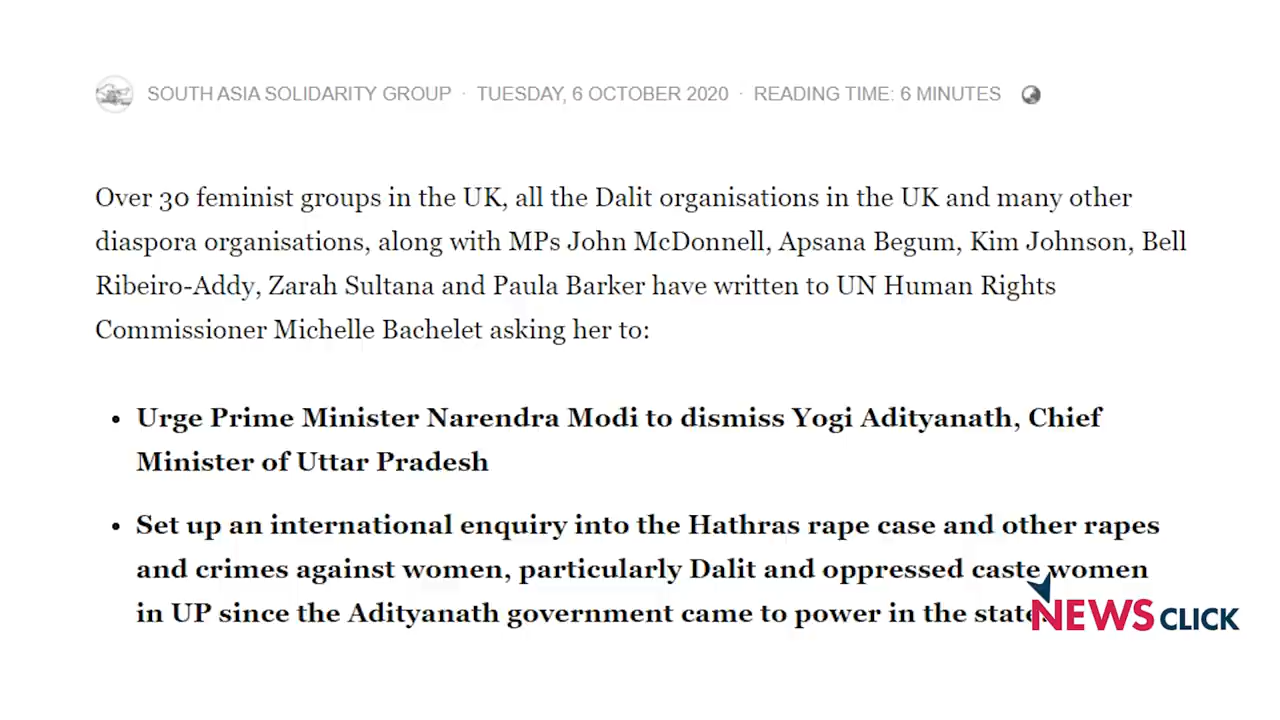 SOUTH ASIA SOLIDARITY GROUP · TUESDAY, 6 OCTOBER 2020 · READING TIME: 6 MINUTES
Over 30 feminist groups in the UK, all the Dalit organisations in the UK and many other
diaspora organisations, along with MPs John McDonnell, Apsana Begum, Kim Johnson, Bell
Ribeiro-Addy, Zarah Sultana and Paula Barker have written to UN Human Rights
Commissioner Michelle Bachelet asking her to:
• Urge Prime Minister Narendra Modi to dismiss Yogi Adityanath, Chief
Minister of Uttar Pradesh
• Set up an international enquiry into the Hathras rape case and other rapes
and crimes against women, particularly Dalit and oppressed caste women
in UP since the Adityanath government came to power in the state.
NEWSCLICK